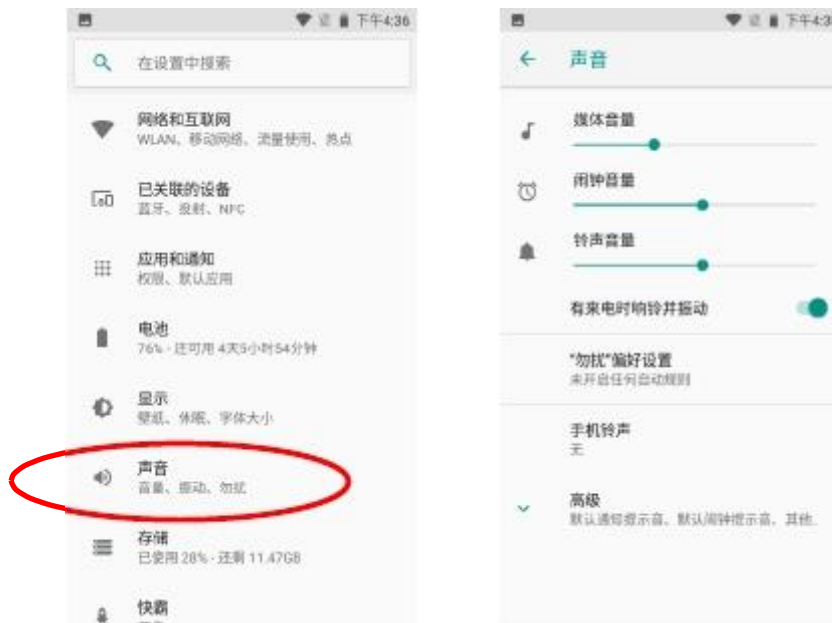 下午4:36
在设置中搜索
网络和互联网
WLAN、移动网络、流量使用、热点
已关联的设备
蓝牙、投射、NFC
应用和通知
权限、默认应用
电池
76% - 还可用 4天5小时54分钟
显示
壁纸、休眠、字体大小
声音
音量、振动、勿扰
存储
已使用 28% - 还剩 11.47GB
快霸
下午4:3
声音
媒体音量
闹钟音量
铃声音量
有来电时响铃并振动
"勿扰"偏好设置
未开启任何自动规则
手机铃声
无
高级
默认通知提示音、默认闹钟提示音、其他